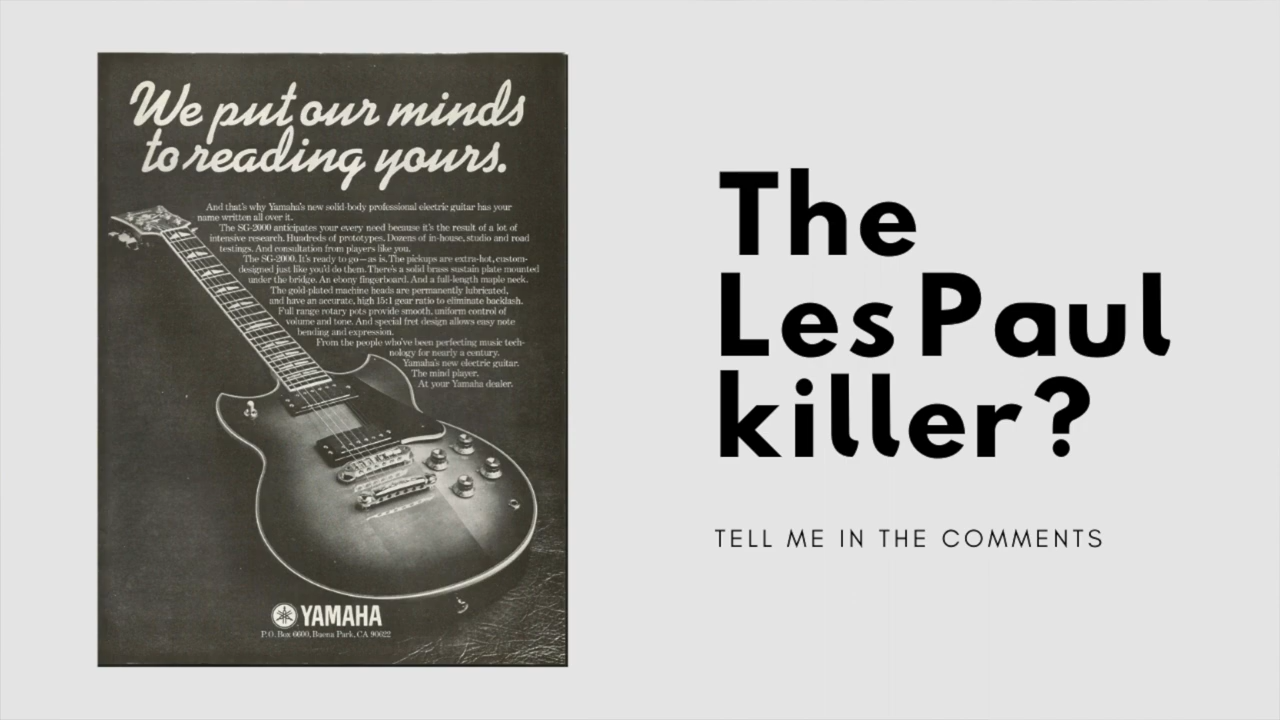 We put our minds
to reading yours.
And that's why Yamaha's new solid-body professional electric guitar has your
name written all over it.
The SG-2000 anticipates your every need because it's the result of a lot of
intensive research. Hundreds of prototypes. Dozens of in-house, studio and road
testings. And consultation from players like you.
The SG-2000. It's ready to go—as is. The pickups are extra-hot, custom-
designed just like you'd do them. There's a solid brass sustain plate mounted
under the bridge. An ebony fingerboard. And a full-length maple neck.
The gold-plated machine heads are permanently lubricated,
and have an accurate, high 15:1 gear ratio to eliminate backlash.
Full range rotary pots provide smooth, uniform control of
volume and tone. And special fret design allows easy note
bending and expression.
From the people who've been perfecting music tech-
nology for nearly a century.
Yamaha's new electric guitar.
The mind player.
At your Yamaha dealer.
YAMAHA
P.O. Box 6600, Buena Park, CA 90622
The
Les Paul
killer?
TELL ME IN THE COMMENTS